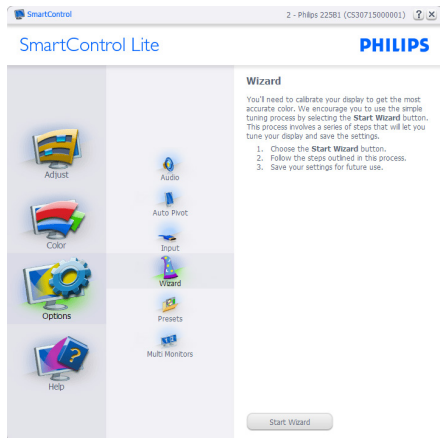 SmartControl
2 - Philips 225B1 (CS30715000001)
SmartControl Lite
PHILIPS
Adjust
Color
Options
Help
Audio
Auto Pivot
Input
Wizard
Presets
Multi Monitors
Wizard
You'll need to calibrate your display to get the most
accurate color. We encourage you to use the simple
tuning process by selecting the Start Wizard button.
This process involves a series of steps that will let you
tune your display and save the settings.
1. Choose the Start Wizard button.
2. Follow the steps outlined in this process.
3. Save your settings for future use.
Start Wizard